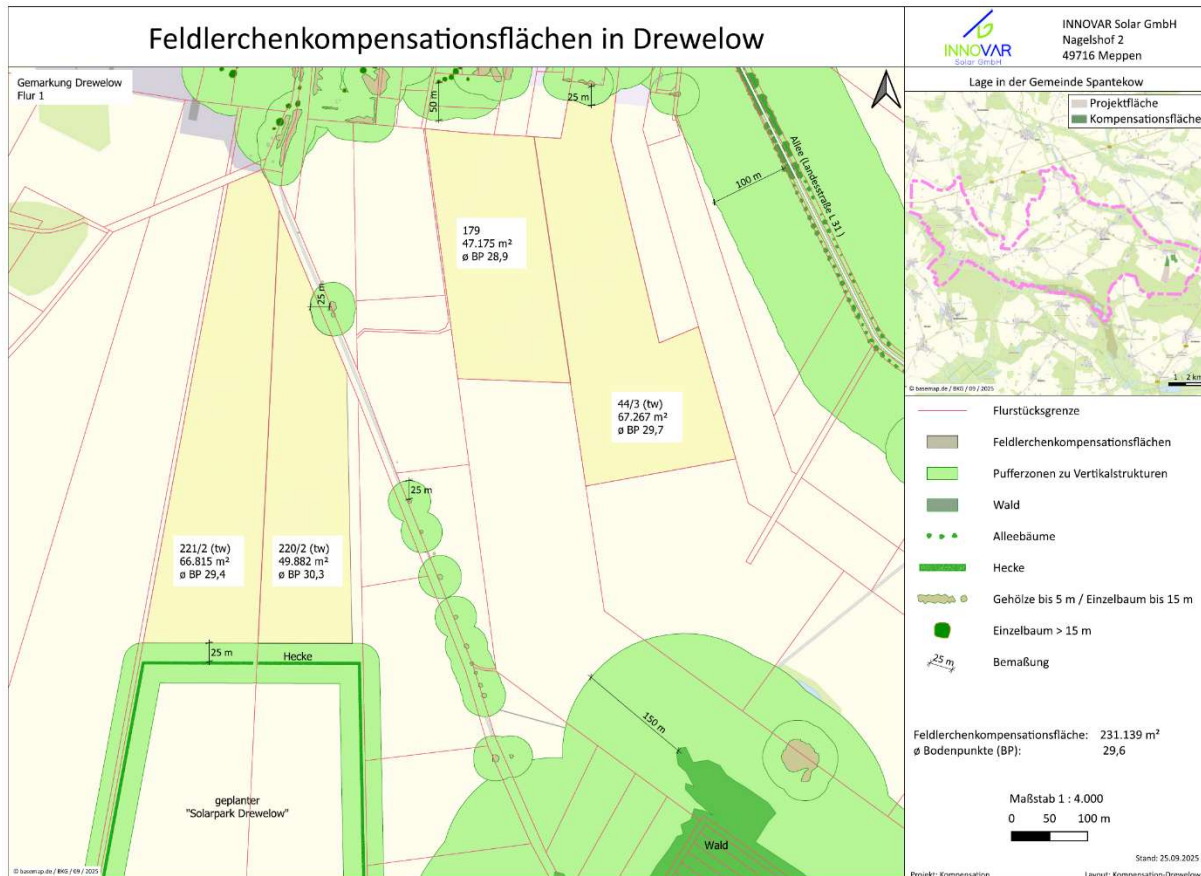 Feldlerchenkompensationsflächen in Drewelow
INNOVAR
Solar GmbH
INNOVAR Solar GmbH
Nagelshof 2
49716 Meppen
Gemarkung Drewelow
Flur 1
50 m
25 m
Allee (Landesstraße L 31)
100 m
179
47.175 m²
ø BP 28,9
25 m
44/3 (tw)
67.267 m²
ø BP 29,7
25 m
221/2 (tw)
66.815 m²
ø BP 29,4
220/2 (tw)
49.882 m²
ø BP 30,3
25 m
Hecke
150 m
geplanter
"Solarpark Drewelow"
Wald
© basemap.de / BKG / 09 / 2025
Lage in der Gemeinde Spantekow
Projektfläche
Kompensationsfläche
1 2 km
© basemap.de / BKG / 09 / 2025
Flurstücksgrenze
Feldlerchenkompensationsflächen
Pufferzonen zu Vertikalstrukturen
Wald
Alleebäume
Hecke
Gehölze bis 5 m / Einzelbaum bis 15 m
Einzelbaum > 15 m
25 m
Bemaßung
Feldlerchenkompensationsfläche: 231.139 m²
ø Bodenpunkte (BP): 29,6
Maßstab 1 : 4.000
0 50 100 m
Stand: 25.09.2025
Projekt: Kompensation Layout: Kompensation-Drewelow